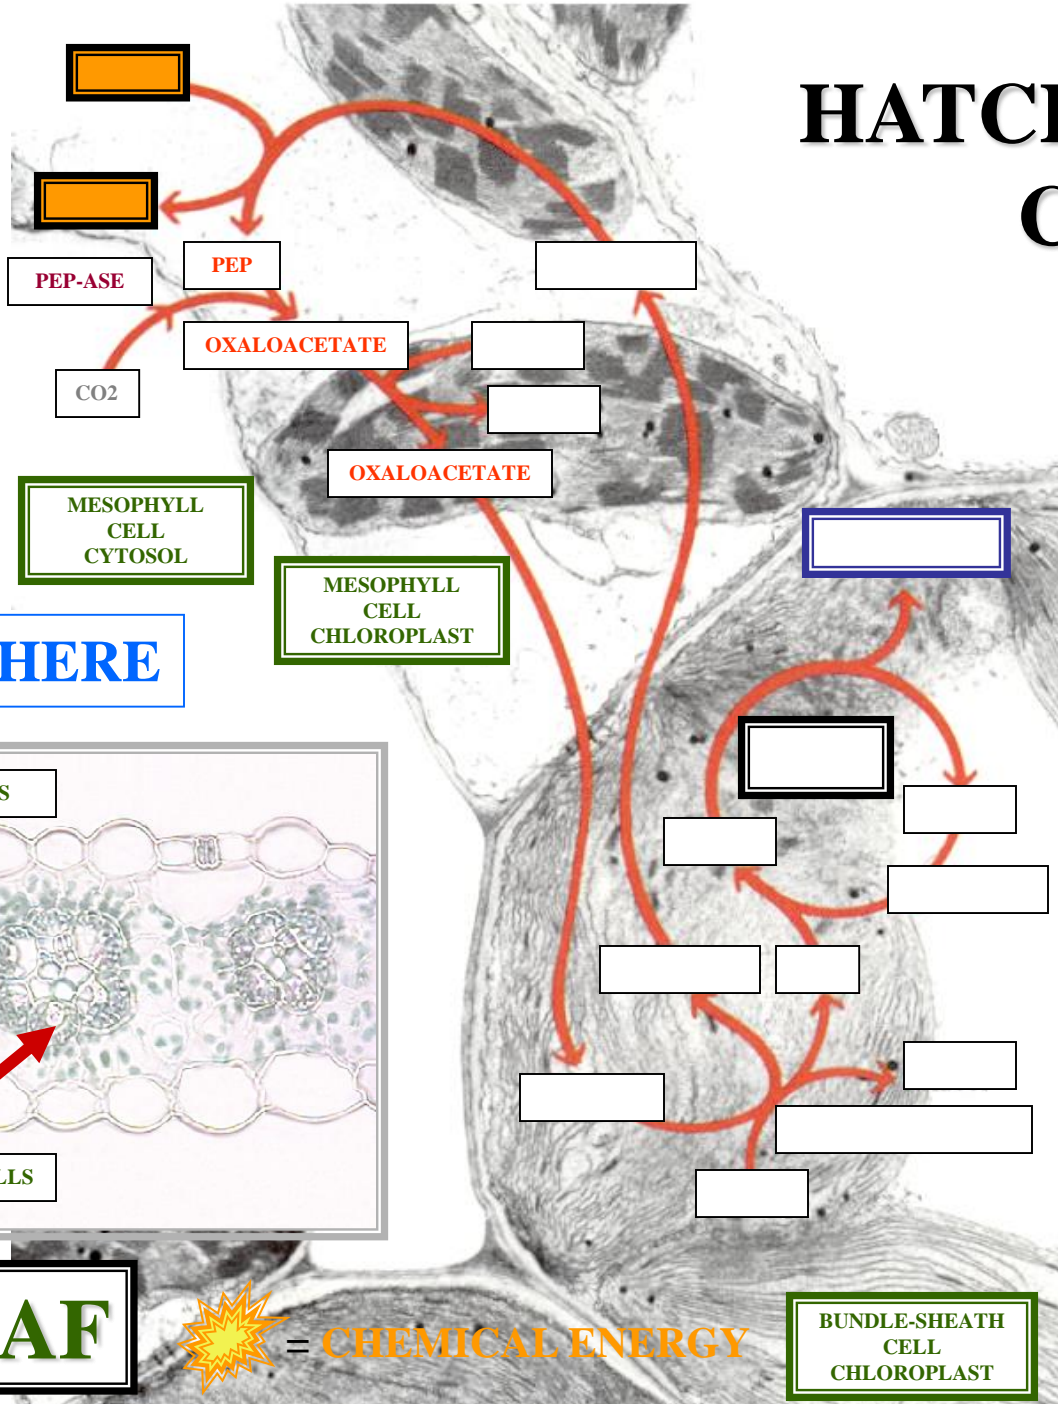 HATCH
C
PEP-ASE
PEP
OXALOACETATE
CO2
OXALOACETATE
MESOPHYLL
CELL
CYTOSOL
MESOPHYLL
CELL
CHLOROPLAST
HERE
S
LLS
AF
= CHEMICAL ENERGY
BUNDLE-SHEATH
CELL
CHLOROPLAST